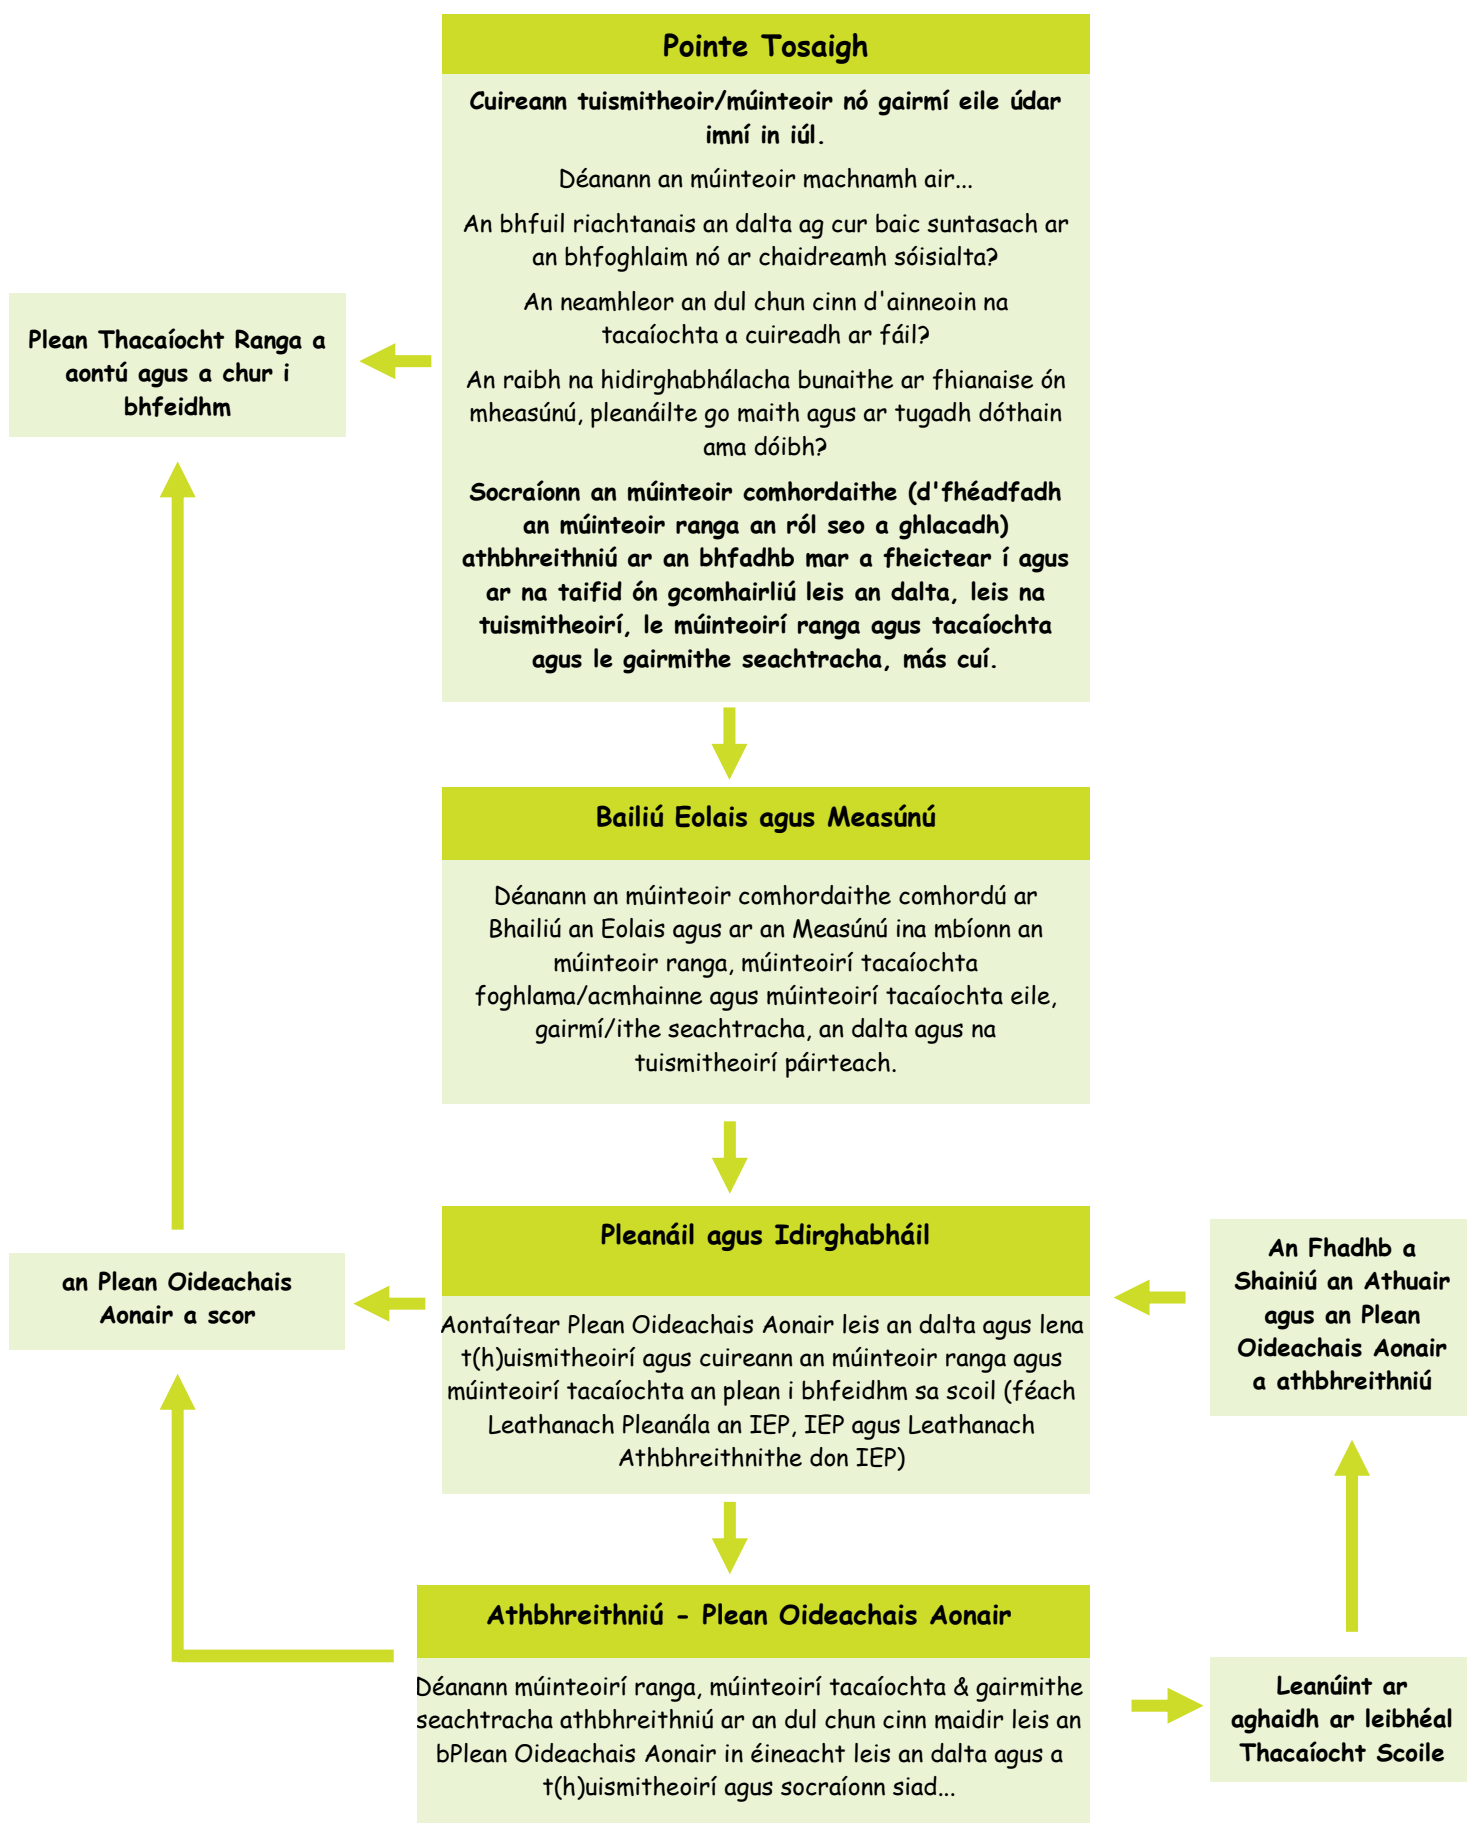 Pointe Tosaigh
Cuireann tuismitheoir/múinteoir nó gairmí eile údar
imní in iúl.
Déanann an múinteoir machnamh air...
An bhfuil riachtanais an dalta ag cur baic suntasach ar
an bhfoghlaim nó ar chaidreamh sóisialta?
An neamhleor an dul chun cinn d'ainneoin na
tacaíochta a cuireadh ar fáil?
An raibh na hidirghabhálacha bunaithe ar fhianaise ón
mheasúnú, pleanáilte go maith agus ar tugadh dóthain
ama dóibh?
Socraíonn an múinteoir comhordaithe (d'fhéadfadh
an múinteoir ranga an ról seo a ghlacadh)
athbhreithniú ar an bhfadhb mar a fheictear í agus
ar na taifid ón gcomhairliú leis an dalta, leis na
tuismitheoirí, le múinteoirí ranga agus tacaíochta
agus le gairmithe seachtracha, más cuí.
Plean Thacaíocht Ranga a
aontú agus a chur i
bhfeidhm
Bailiú Eolais agus Measúnú
Déanann an múinteoir comhordaithe comhordú ar
Bhailiú an Eolais agus ar an Measúnú ina mbíonn an
múinteoir ranga, múinteoirí tacaíochta
foghlama/acmhainne agus múinteoirí tacaíochta eile,
gairmí/ithe seachtracha, an dalta agus na
tuismitheoirí páirteach.
Pleanáil agus Idirghabháil
Aontaítear Plean Oideachais Aonair leis an dalta agus lena
t(h)uismitheoirí agus cuireann an múinteoir ranga agus
múinteoirí tacaíochta an plean i bhfeidhm sa scoil (féach
Leathanach Pleanála an IEP, IEP agus Leathanach
Athbhreithnithe don IEP)
an Plean Oideachais
Aonair a scor
An Fhadhb a
Shainiú an Athuair
agus an Plean
Oideachais Aonair
a athbhreithniú
Athbhreithniú - Plean Oideachais Aonair
Déanann múinteoirí ranga, múinteoirí tacaíochta & gairmithe
seachtracha athbhreithniú ar an dul chun cinn maidir leis an
bPlean Oideachais Aonair in éineacht leis an dalta agus a
t(h)uismitheoirí agus socraíonn siad...
Leanúint ar
aghaidh ar leibhéal
Thacaíocht Scoile